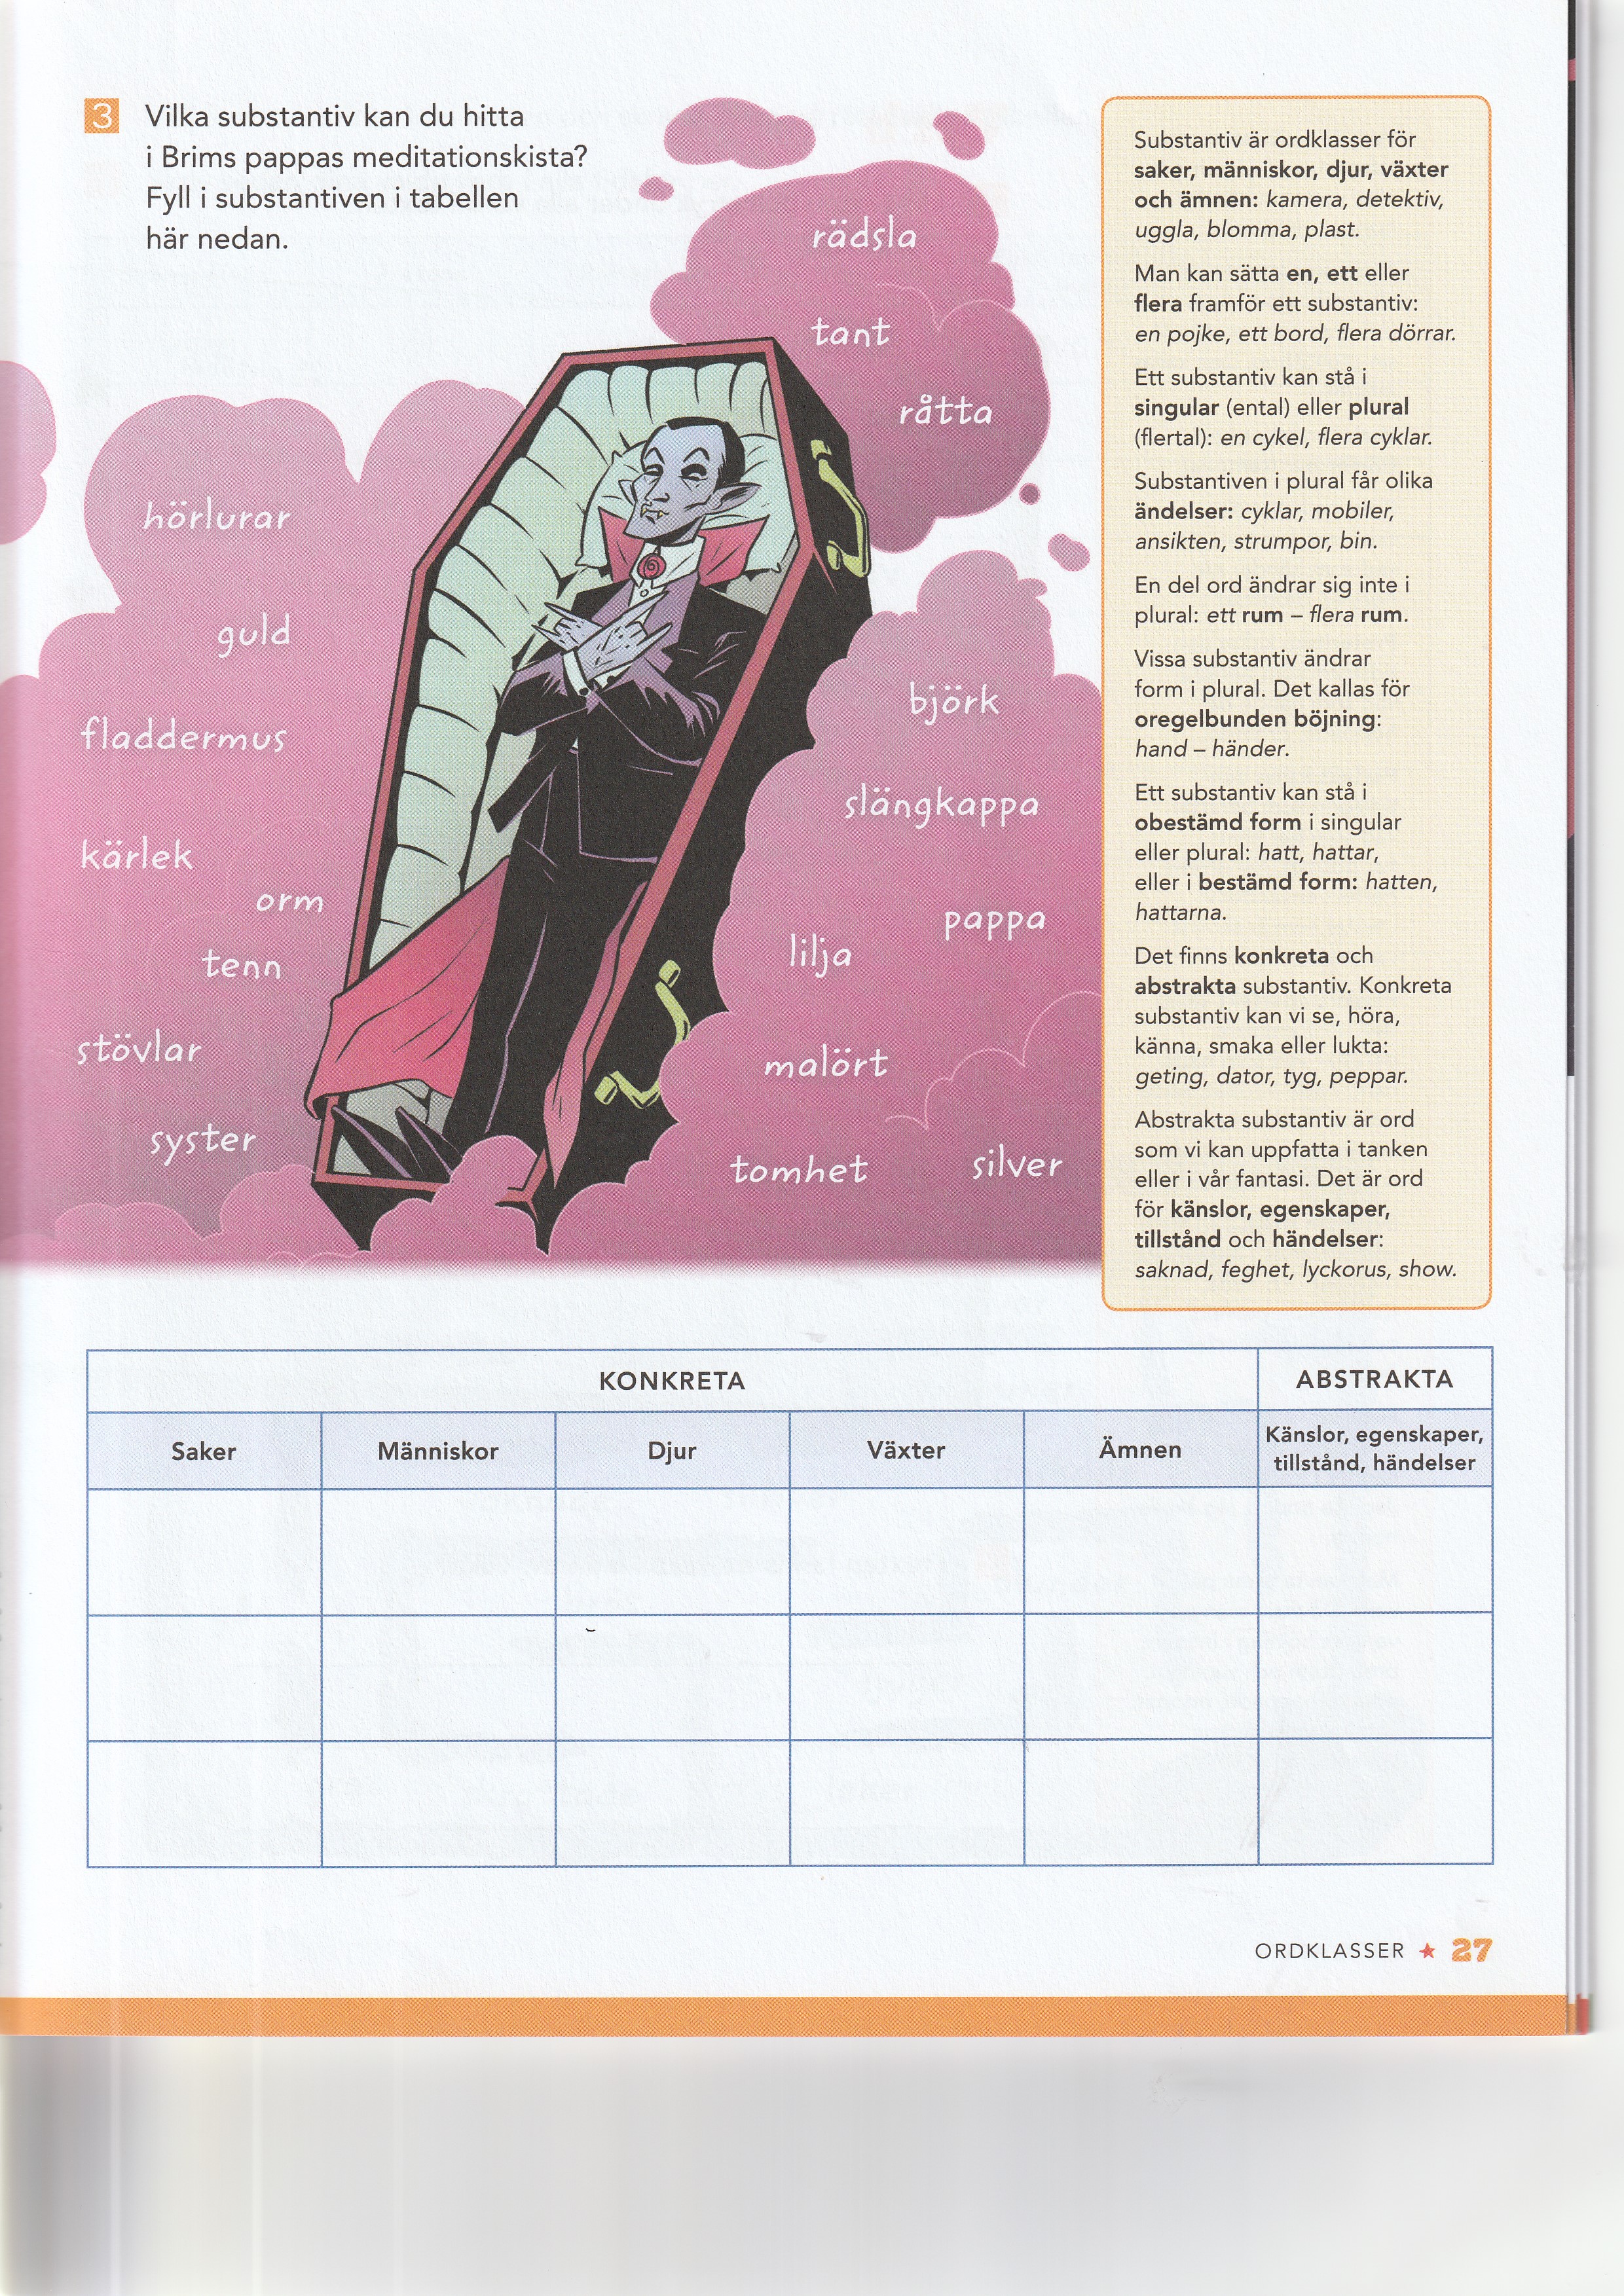 3 Vilka substantiv kan du hitta
i Brims pappas meditationskista?
Fyll i substantiven i tabellen
här nedan.
rädsla
tant
råtta
hörlurar
guld
fladdermus
kärlek
orm
tenn
stövlar
syster
björk
slängkappa
pappa
lilja
malört
tomhet
silver
Substantiv är ordklasser för
saker, människor, djur, växter
och ämnen: kamera, detektiv,
uggla, blomma, plast.
Man kan sätta en, ett eller
flera framför ett substantiv:
en pojke, ett bord, flera dörrar.
Ett substantiv kan stå i
singular (ental) eller plural
(flertal): en cykel, flera cyklar.
Substantiven i plural får olika
ändelser: cyklar, mobiler,
ansikten, strumpor, bin.
En del ord ändrar sig inte i
plural: ett rum – flera rum.
Vissa substantiv ändrar
form i plural. Det kallas för
oregelbunden böjning:
hand – händer.
Ett substantiv kan stå i
obestämd form i singular
eller plural: hatt, hattar,
eller i bestämd form: hatten,
hattarna.
Det finns konkreta och
abstrakta substantiv. Konkreta
substantiv kan vi se, höra,
känna, smaka eller lukta:
geting, dator, tyg, peppar.
Abstrakta substantiv är ord
som vi kan uppfatta i tanken
eller i vår fantasi. Det är ord
för känslor, egenskaper,
tillstånd och händelser:
saknad, feghet, lyckorus, show.
KONKRETA ABSTRAKTA
Saker Människor Djur Växter Ämnen Känslor, egenskaper,
tillstånd, händelser
ORDKLASSER ★ 27